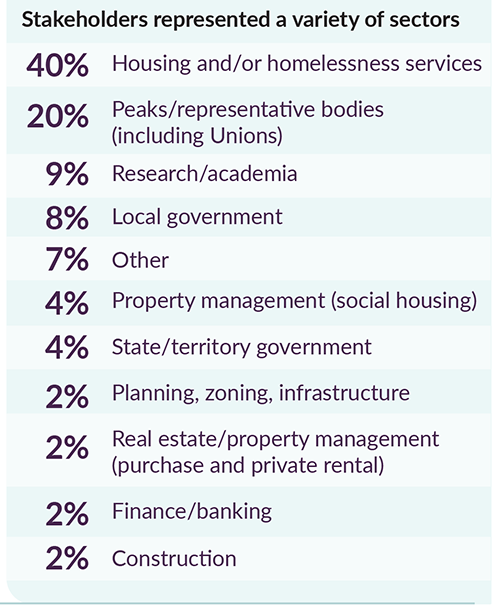 Stakeholders represented a variety of sectors
40% Housing and/or homelessness services
20% Peaks/representative bodies
(including Unions)
9% Research/academia
8% Local government
7% Other
4% Property management (social housing)
4% State/territory government
2% Planning, zoning, infrastructure
2% Real estate/property management
(purchase and private rental)
2% Finance/banking
2% Construction